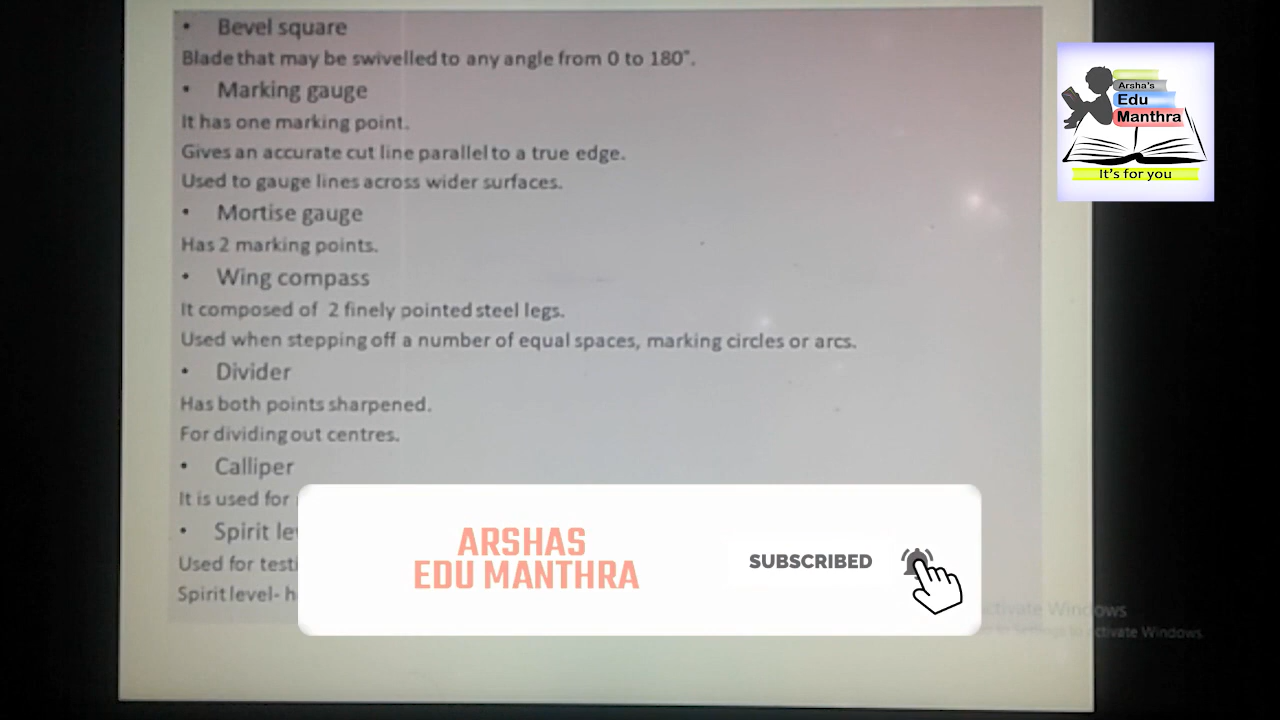 • Bevel square
Blade that may be swivelled to any angle from 0 to 180°.
• Marking gauge
It has one marking point.
Gives an accurate cut line parallel to a true edge.
Used to gauge lines across wider surfaces.
• Mortise gauge
Has 2 marking points.
• Wing compass
It composed of 2 finely pointed steel legs.
Used when stepping off a number of equal spaces, marking circles or arcs.
• Divider
Has both points sharpened.
For dividing out centres.
• Calliper
It is used for
• Spirit
Used for
Spirit level-
Arsha's
Edu
Manthra
It's for you
ARSHAS
EDU MANTHRA
SUBSCRIBED
Activate Windows
to activate Windows.